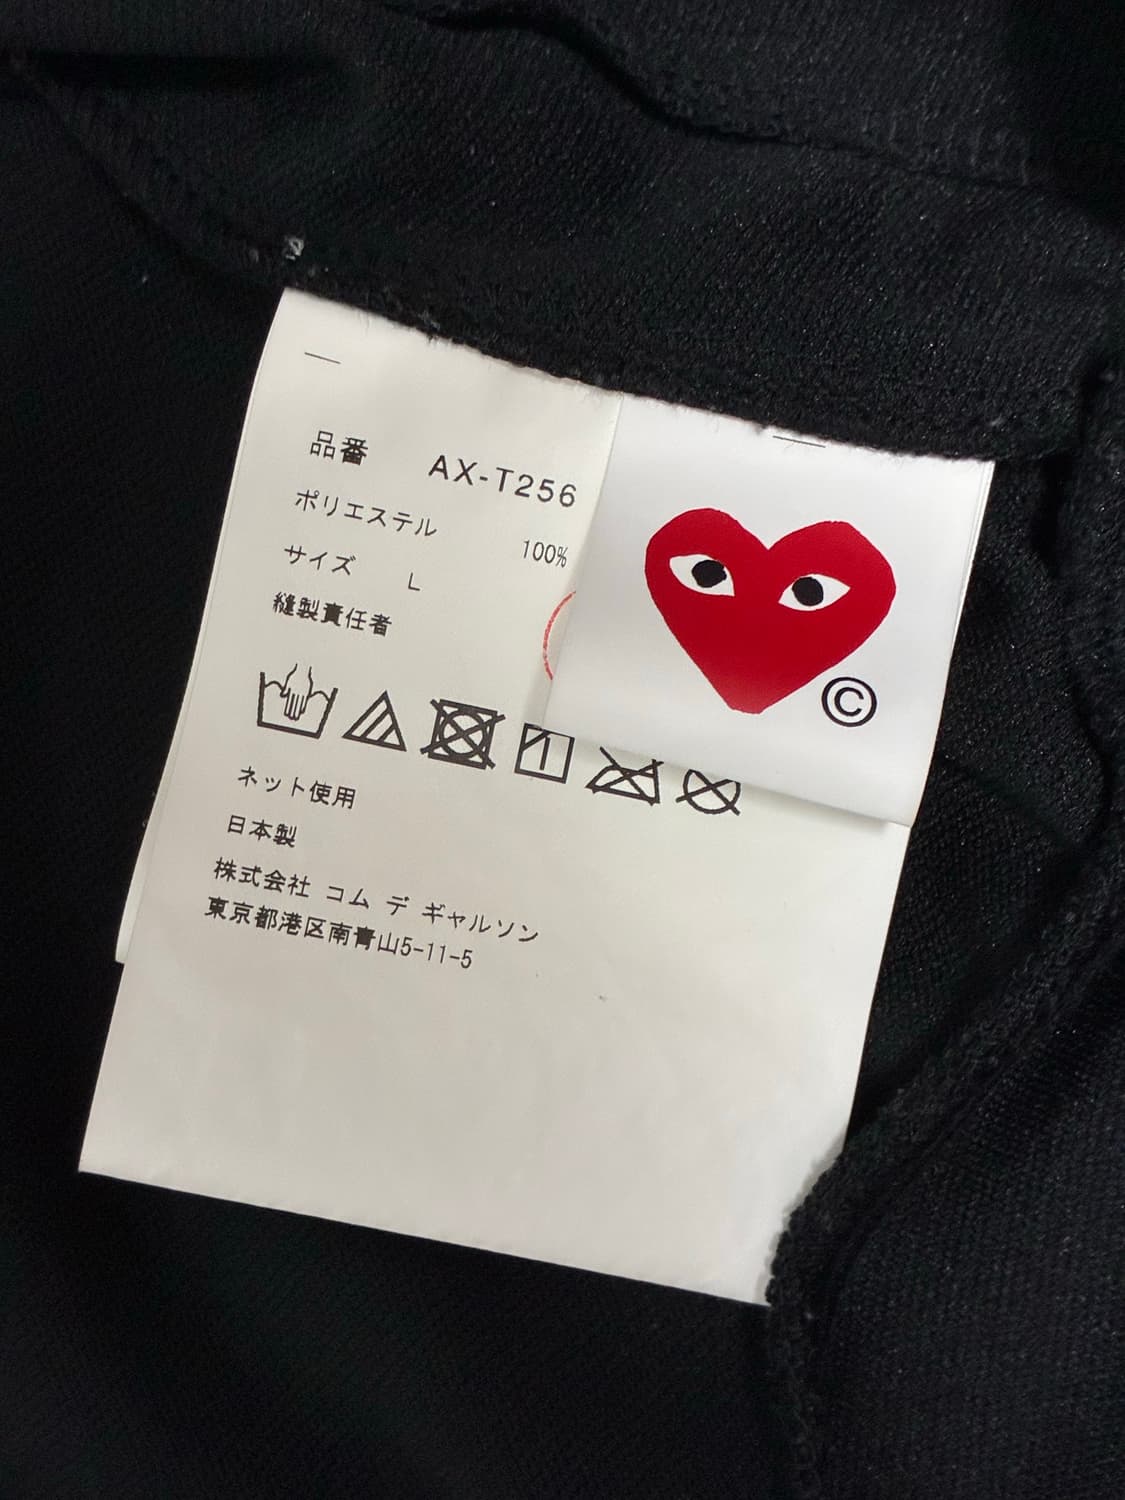 品番 AX-T256
ポリエステル 100%
サイズ L
縫製責任者
1
ネット使用
日本製
株式会社 コム デ ギャルソン
東京都港区南青山5-11-5
©